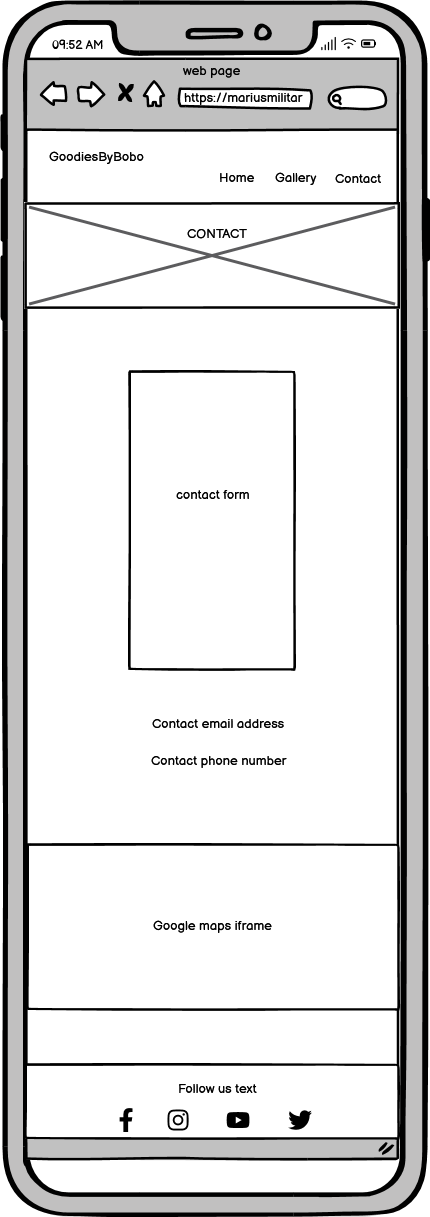 09:52 AM
web page
https://mariusmilitar
GoodiesByBobo
Home Gallery Contact
CONTACT
contact form
Contact email address
Contact phone number
Google maps iframe
Follow us text